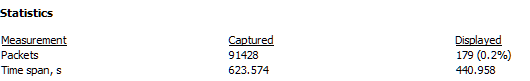 Statistics
Measurement Captured Displayed
Packets 91428 179 (0.2%)
Time span, s 623.574 440.958